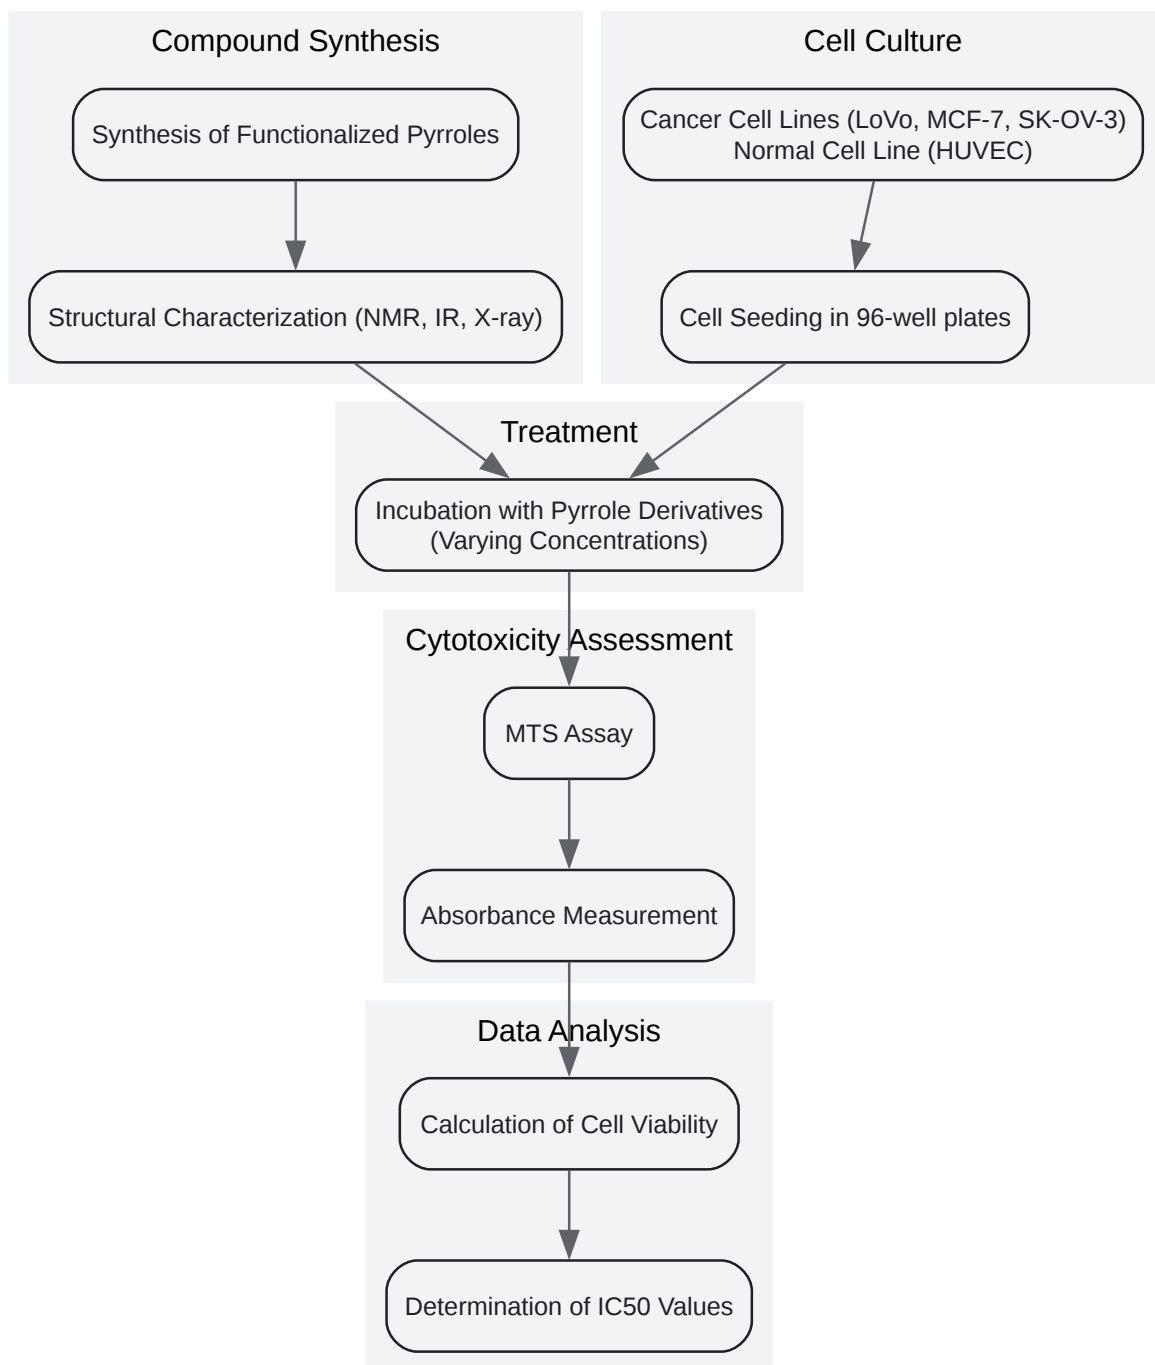 Compound Synthesis
Synthesis of Functionalized Pyrroles
Structural Characterization (NMR, IR, X-ray)
Cell Culture
Cancer Cell Lines (LoVo, MCF-7, SK-OV-3)
Normal Cell Line (HUVEC)
Cell Seeding in 96-well plates
Treatment
Incubation with Pyrrole Derivatives
(Varying Concentrations)
Cytotoxicity Assessment
MTS Assay
Absorbance Measurement
Data Analysis
Calculation of Cell Viability
Determination of IC50 Values